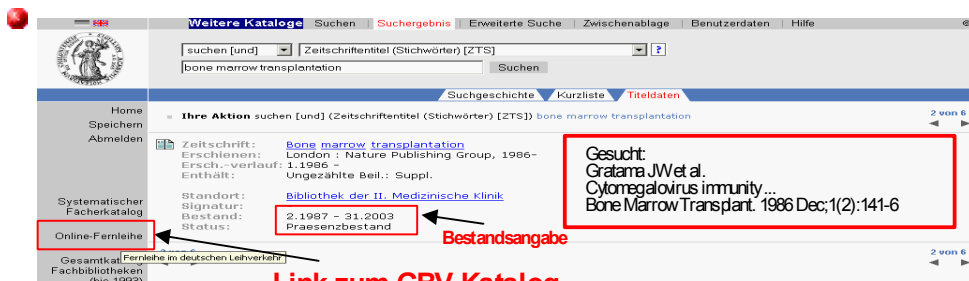 Weitere Kataloge Suchen | Suchergebnis | Erweiterte Suche | Zwischenablage | Benutzerdaten | Hilfe
suchen [und] Zeitschriftentitel (Stichwörter) [ZTS] ?
bone marrow transplantation Suchen
Suchgeschichte Kurzliste Titeldaten
Home
Speichern
Abmelden
Systematischer
Fächerkatalog
Online-Fernleihe
Fernleihe im deutschen Leihverkehr
Fachbibliotheken
Ihre Aktion suchen [und] (Zeitschriftentitel (Stichwörter) [ZTS]) bone marrow transplantation
2 von 6
Zeitschrift: Bone marrow transplantation
Erschienen: London : Nature Publishing Group, 1986-
Ersch.-verlauf: 1.1986 -
Enthält: Ungezählte Beil.: Suppl.
Standort: Bibliothek der II. Medizinische Klinik
Signatur:
Bestand: 2.1987 - 31.2003
Status: Praesenzbestand
Gesucht:
Gratama JW et al.
Cytomegalovirus immunity ...
Bone Marrow Transplant. 1986 Dec;1(2):141-6
Bestandsangabe
2 von 6
Link zum GBV Katalog